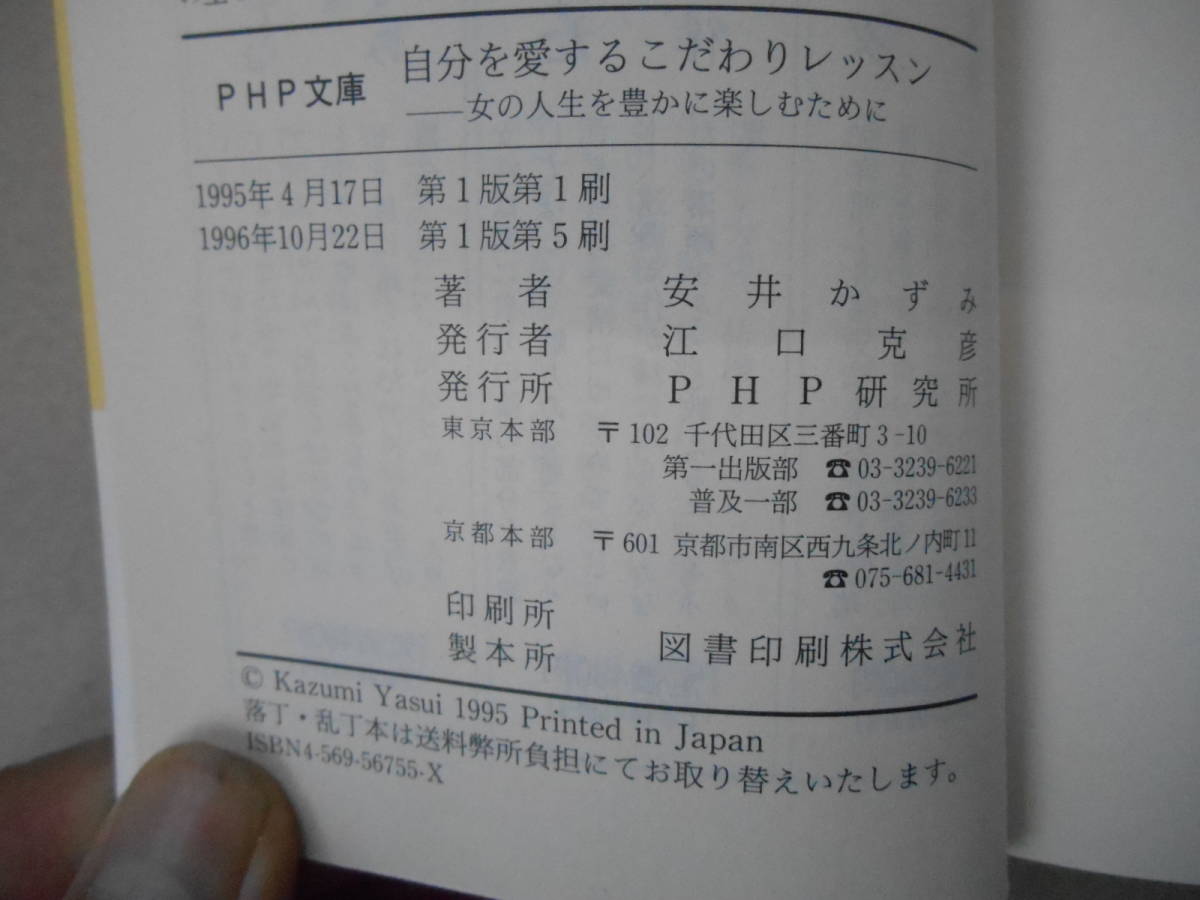 PHP文庫 自分を愛するこだわりレッスン
——女の人生を豊かに楽しむために
1995年4月17日 第1版第1刷
1996年10月22日 第1版第5刷
著者 安井かずみ
発行者 江口克彦
発行所 PHP研究所
東京本部 〒102 千代田区三番町3-10
第一出版部 ☎03-3239-6221
普及一部 ☎03-3239-6233
京都本部 〒601 京都市南区西九条北ノ内町11
☎075-681-4431
印刷所
製本所 図書印刷株式会社
© Kazumi Yasui 1995 Printed in Japan
落丁・乱丁本は送料弊所負担にてお取り替えいたします。
ISBN4-569-56755-X